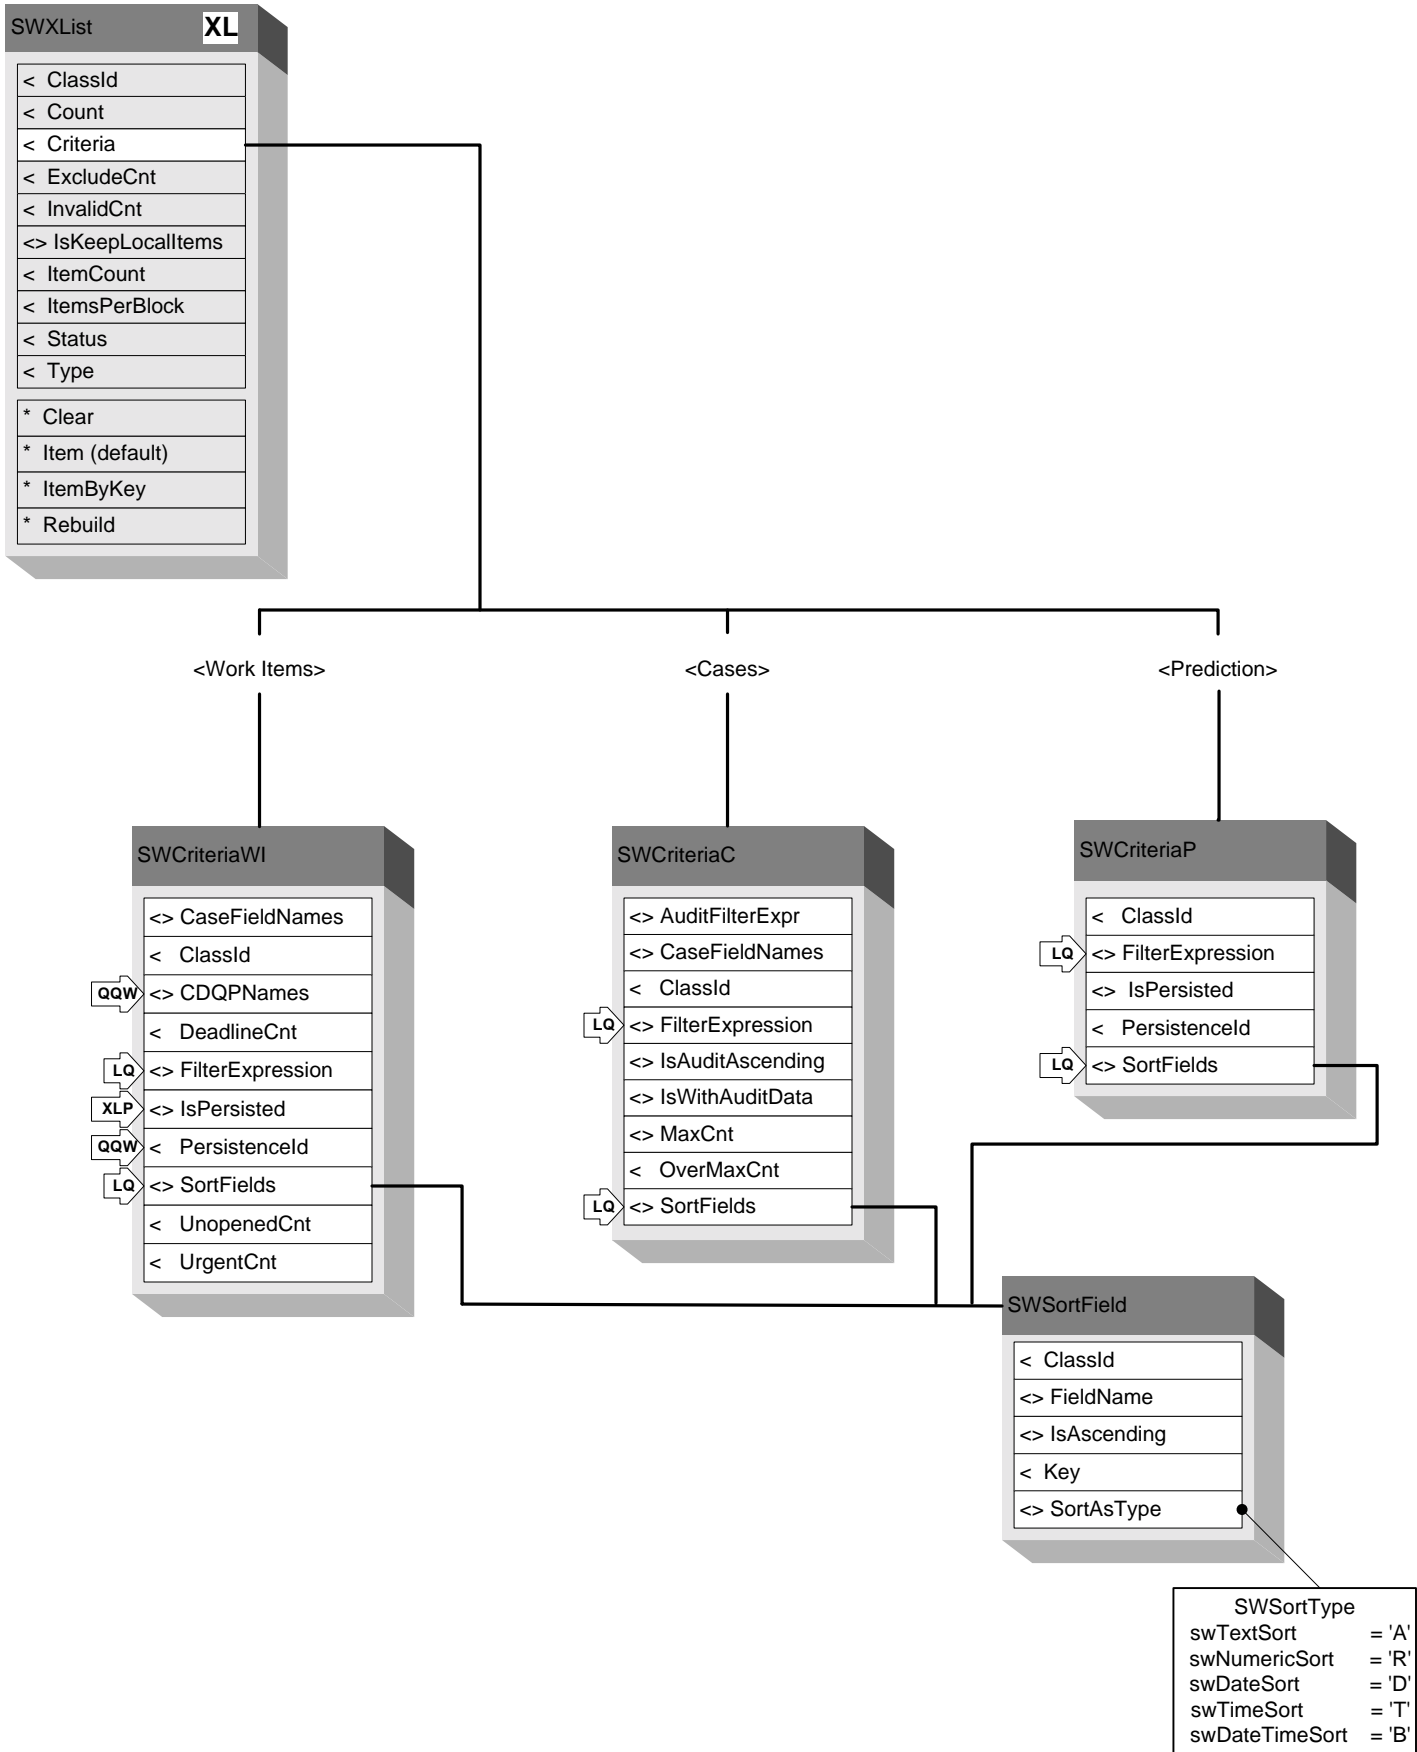 SWXList XL
< ClassId
< Count
< Criteria
< ExcludeCnt
< InvalidCnt
<> IsKeepLocalItems
< ItemCount
< ItemsPerBlock
< Status
< Type
* Clear
* Item (default)
* ItemByKey
* Rebuild
<Work Items>
<Cases>
<Prediction>
SWCriteriaWI
<> CaseFieldNames
< ClassId
QQW <> CDQPNames
< DeadlineCnt
LQ <> FilterExpression
XLP <> IsPersisted
QQW < PersistenceId
LQ <> SortFields
< UnopenedCnt
< UrgentCnt
SWCriteriaC
<> AuditFilterExpr
<> CaseFieldNames
< ClassId
LQ <> FilterExpression
<> IsAuditAscending
<> IsWithAuditData
<> MaxCnt
< OverMaxCnt
LQ <> SortFields
SWCriteriaP
< ClassId
LQ <> FilterExpression
<> IsPersisted
< PersistenceId
LQ <> SortFields
SWSortField
< ClassId
<> FieldName
<> IsAscending
< Key
<> SortAsType
SWSortType
swTextSort = 'A'
swNumericSort = 'R'
swDateSort = 'D'
swTimeSort = 'T'
swDateTimeSort = 'B'